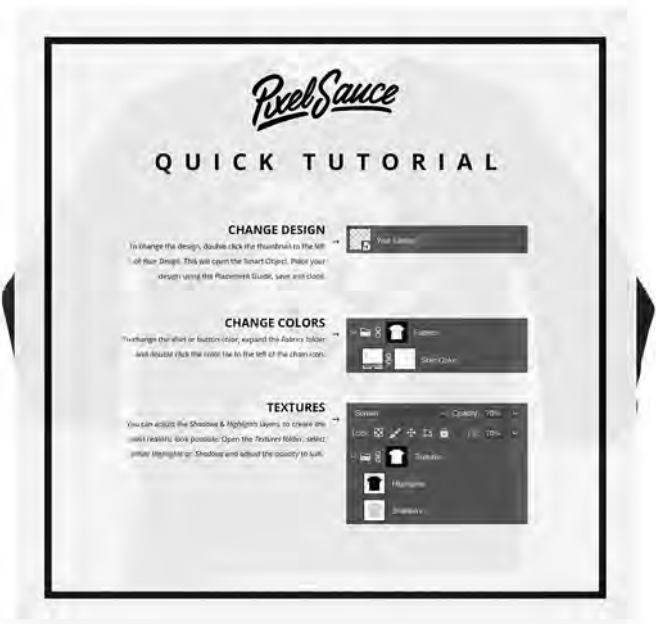 PixelSauce
QUICK TUTORIAL
CHANGE DESIGN
To change the design, double click the thumbnail to the left
of Your Design. This will open the Smart Object. Place your
design using the Placement Guide, save and close.
→
Your Design
CHANGE COLORS
To change the shirt or button color, expand the Fabrics folder
and double click the color tile to the left of the chain icon.
→
Fabrics
Shirt Color
TEXTURES
You can adjust the Shadows & Highlights layers, to create the
most realistic look possible. Open the Textures folder, select
either Highlights or Shadows and adjust the opacity to suit.
→
Screen Opacity: 70%
Lock: 70%
Textures
Highlights
Shadows